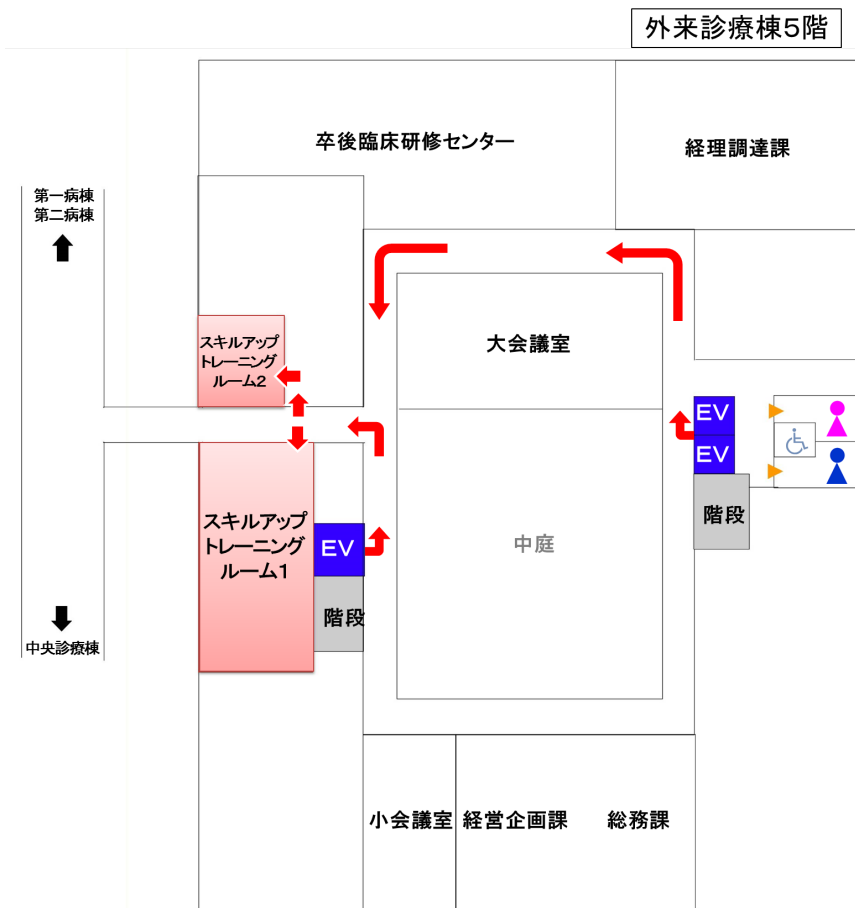 外来診療棟5階
卒後臨床研修センター
経理調達課
第一病棟
第二病棟
スキルアップ
トレーニング
ルーム2
大会議室
EV
EV
階段
スキルアップ
トレーニング
ルーム1
EV
階段
中庭
中央診療棟
小会議室
経営企画課
総務課